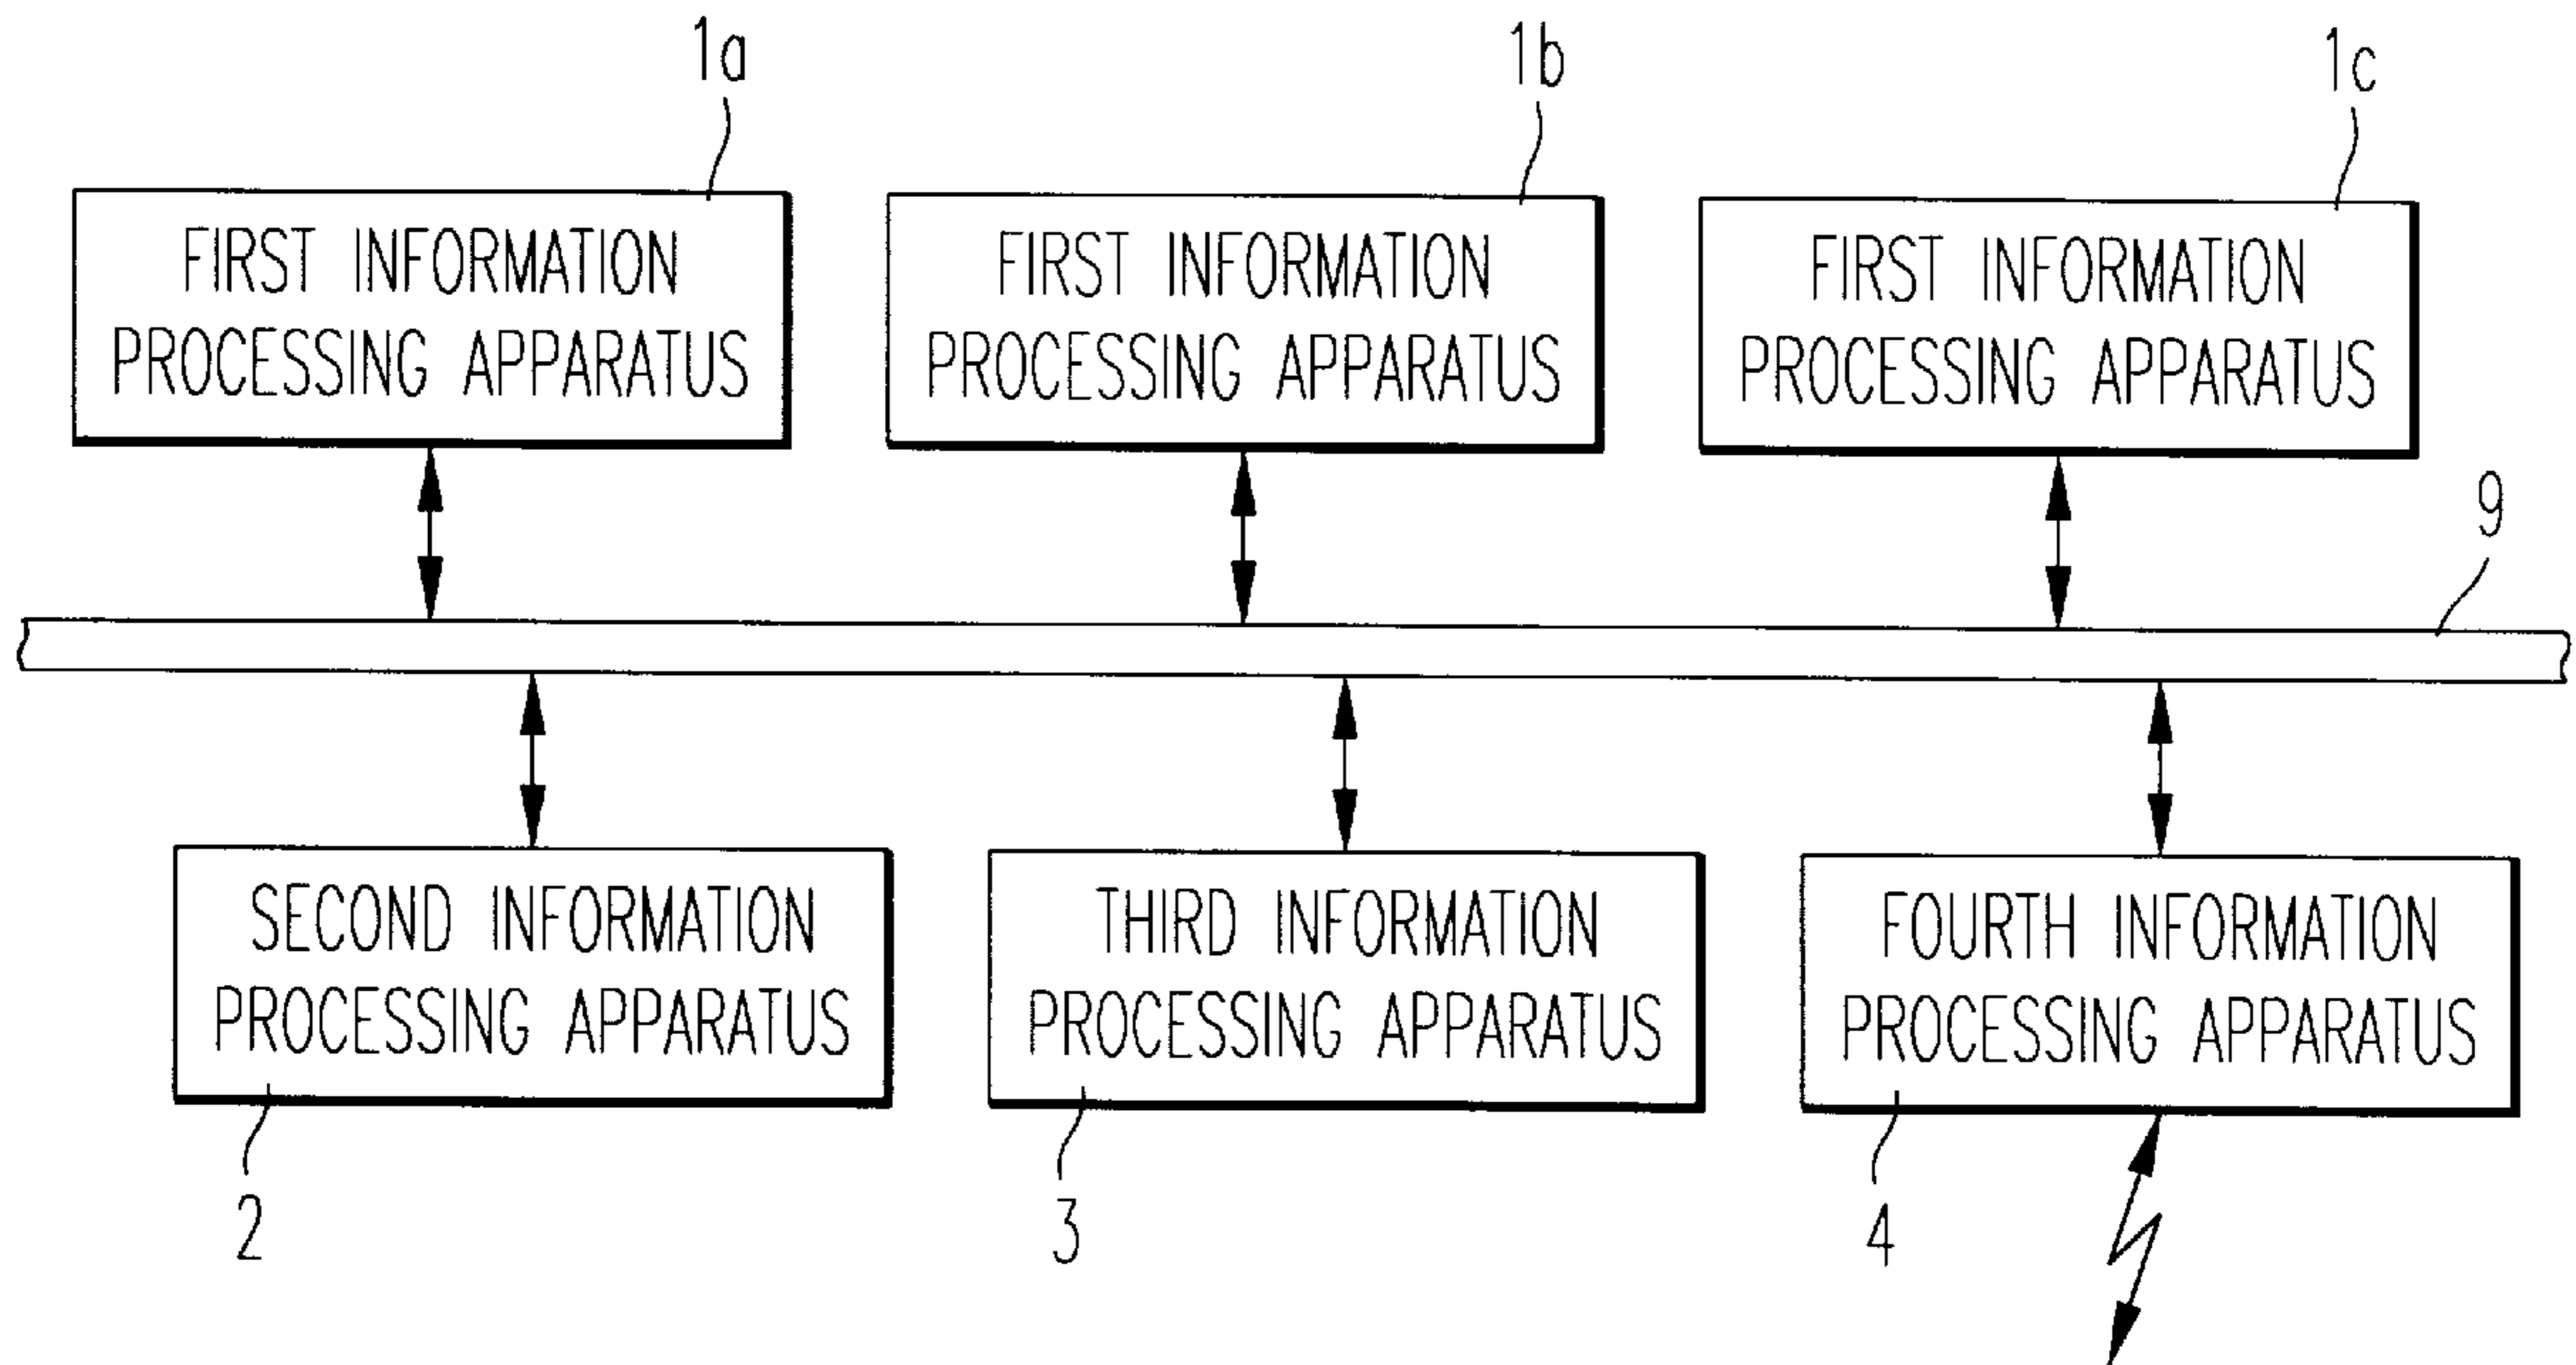 1a
1b
1c
FIRST INFORMATION
PROCESSING APPARATUS
FIRST INFORMATION
PROCESSING APPARATUS
FIRST INFORMATION
PROCESSING APPARATUS
9
SECOND INFORMATION
PROCESSING APPARATUS
THIRD INFORMATION
PROCESSING APPARATUS
FOURTH INFORMATION
PROCESSING APPARATUS
2
3
4